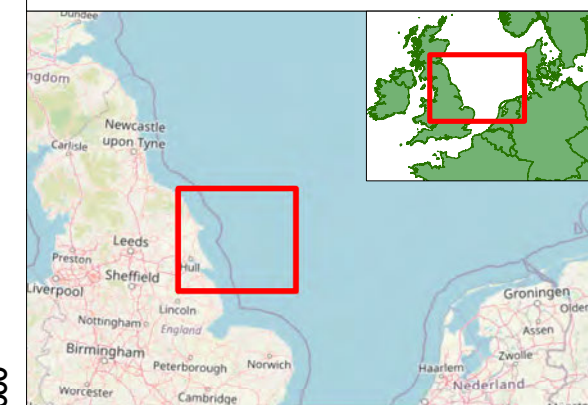 Dundee
ngdom
Newcastle
upon Tyne
Carlisle
Leeds
Preston
Hull
Sheffield
Liverpool
Groningen
Lincoln
Nottingham
England
Assen
Birmingham
Zwolle
Peterborough
Norwich
Haarlem
Nederland
Worcester
Cambridge